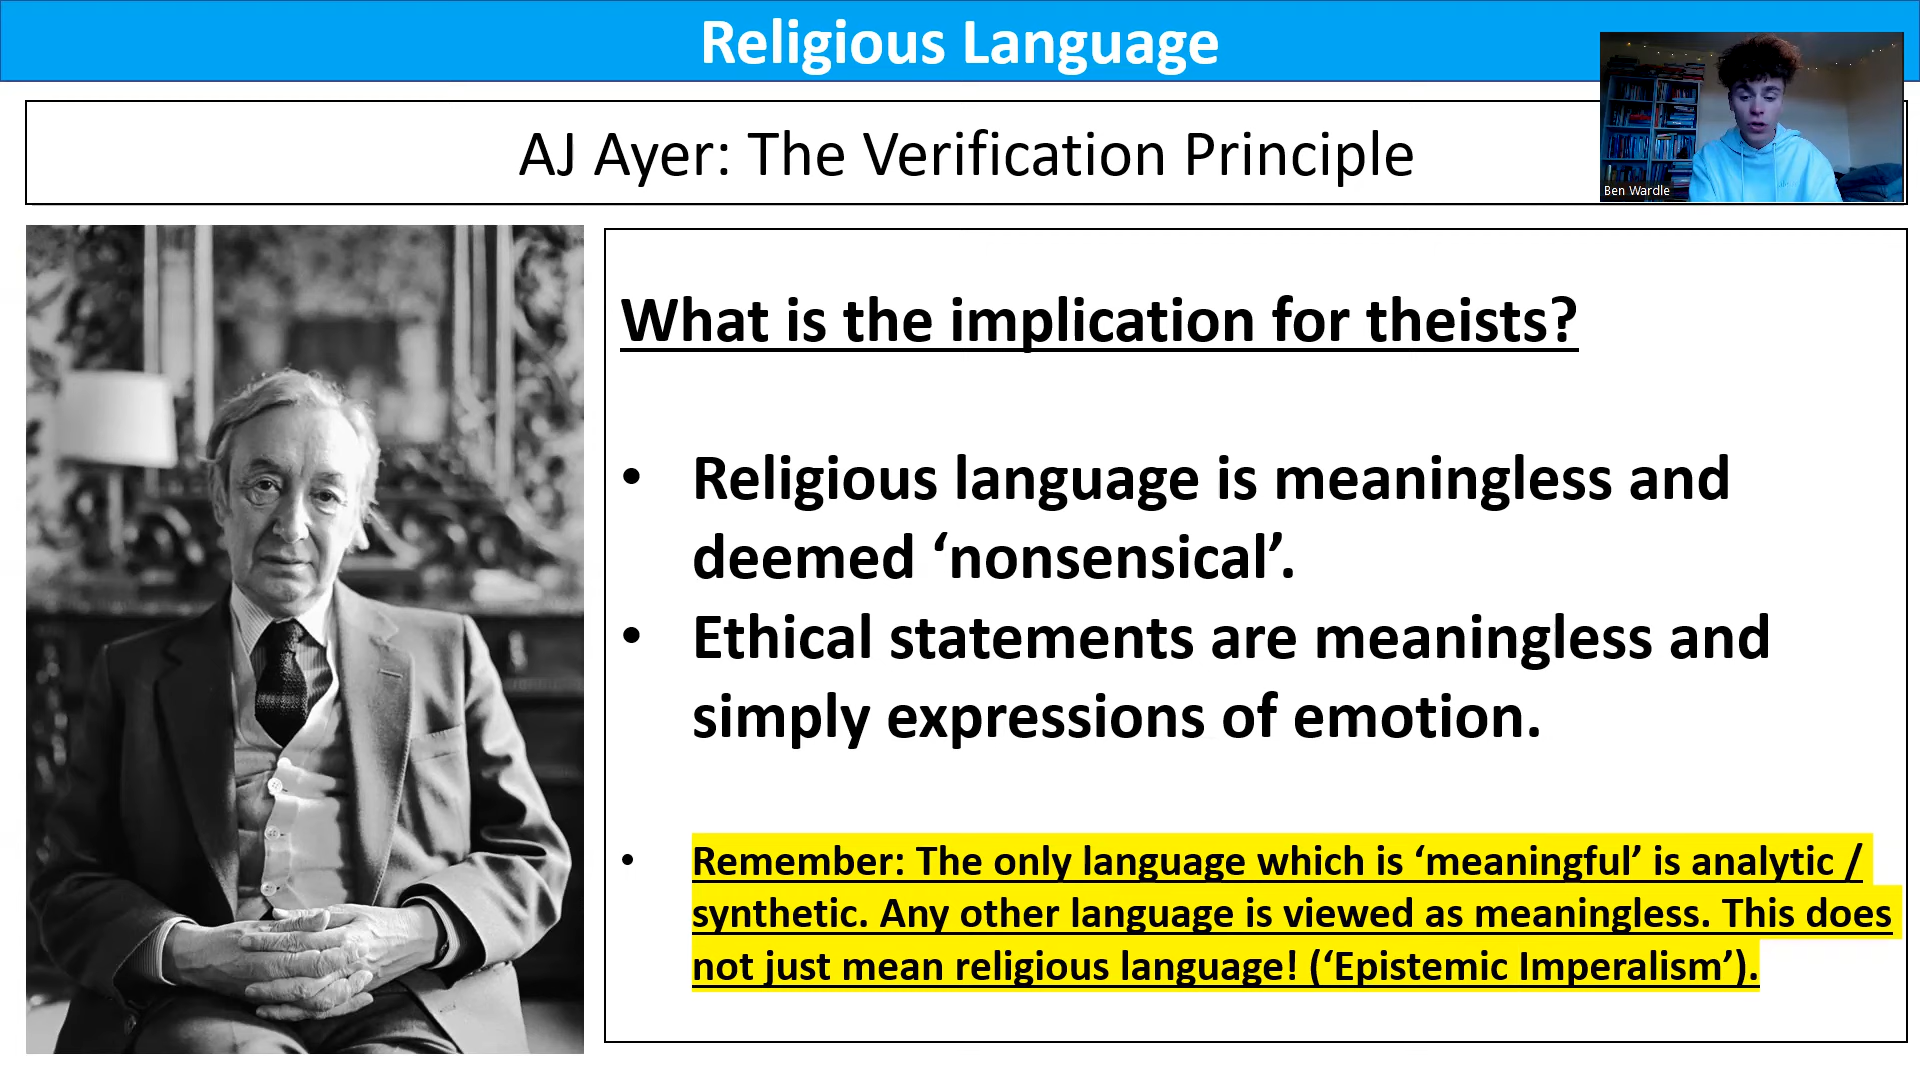 Religious Language
AJ Ayer: The Verification Principle
Ben Wardle
What is the implication for theists?
• Religious language is meaningless and
deemed ‘nonsensical’.
• Ethical statements are meaningless and
simply expressions of emotion.
• Remember: The only language which is ‘meaningful’ is analytic /
synthetic. Any other language is viewed as meaningless. This does
not just mean religious language! (‘Epistemic Imperalism’).